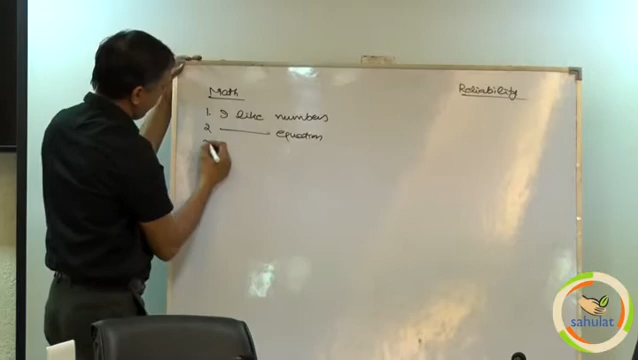 Math
Reliability
1. I like numbers
2 —— equation
sahulat